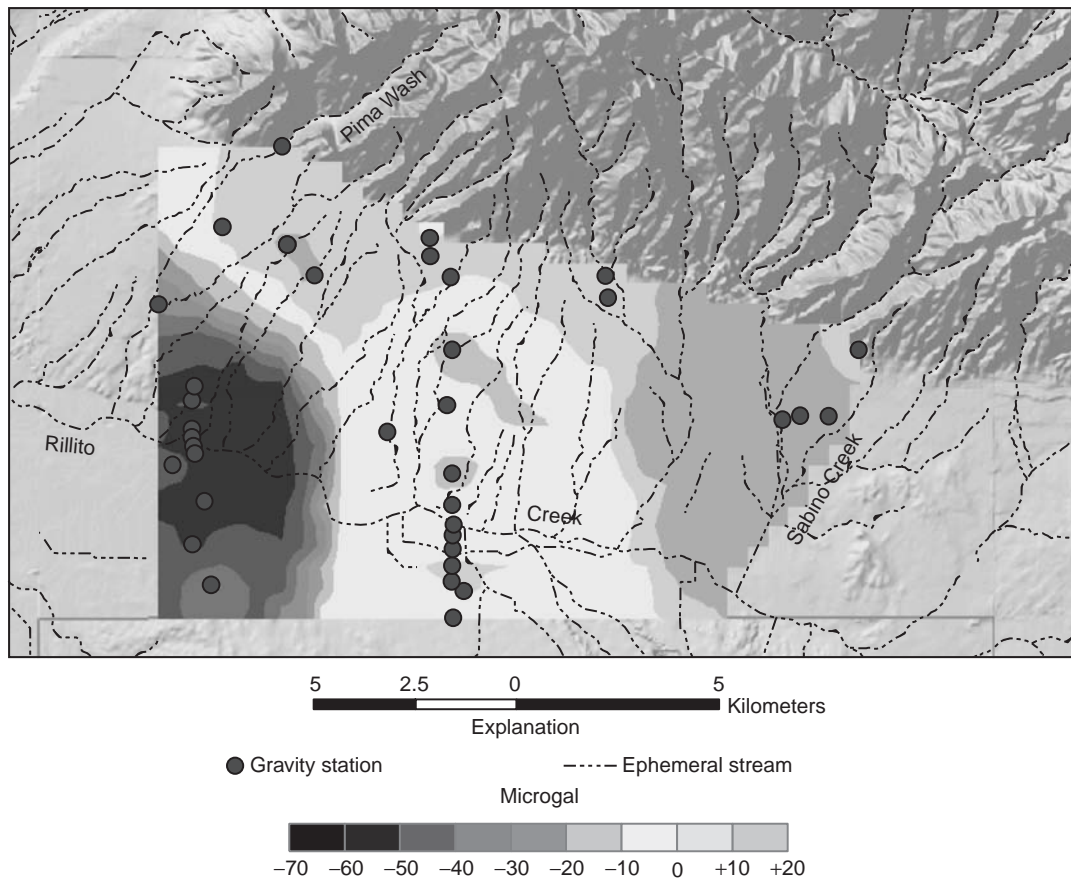 Pima Wash
Rillito
Creek
Sabino Creek
5 2.5 0 5
Kilometers
Explanation
Gravity station
Ephemeral stream
Microgal
−70 −60 −50 −40 −30 −20 −10 0 +10 +20